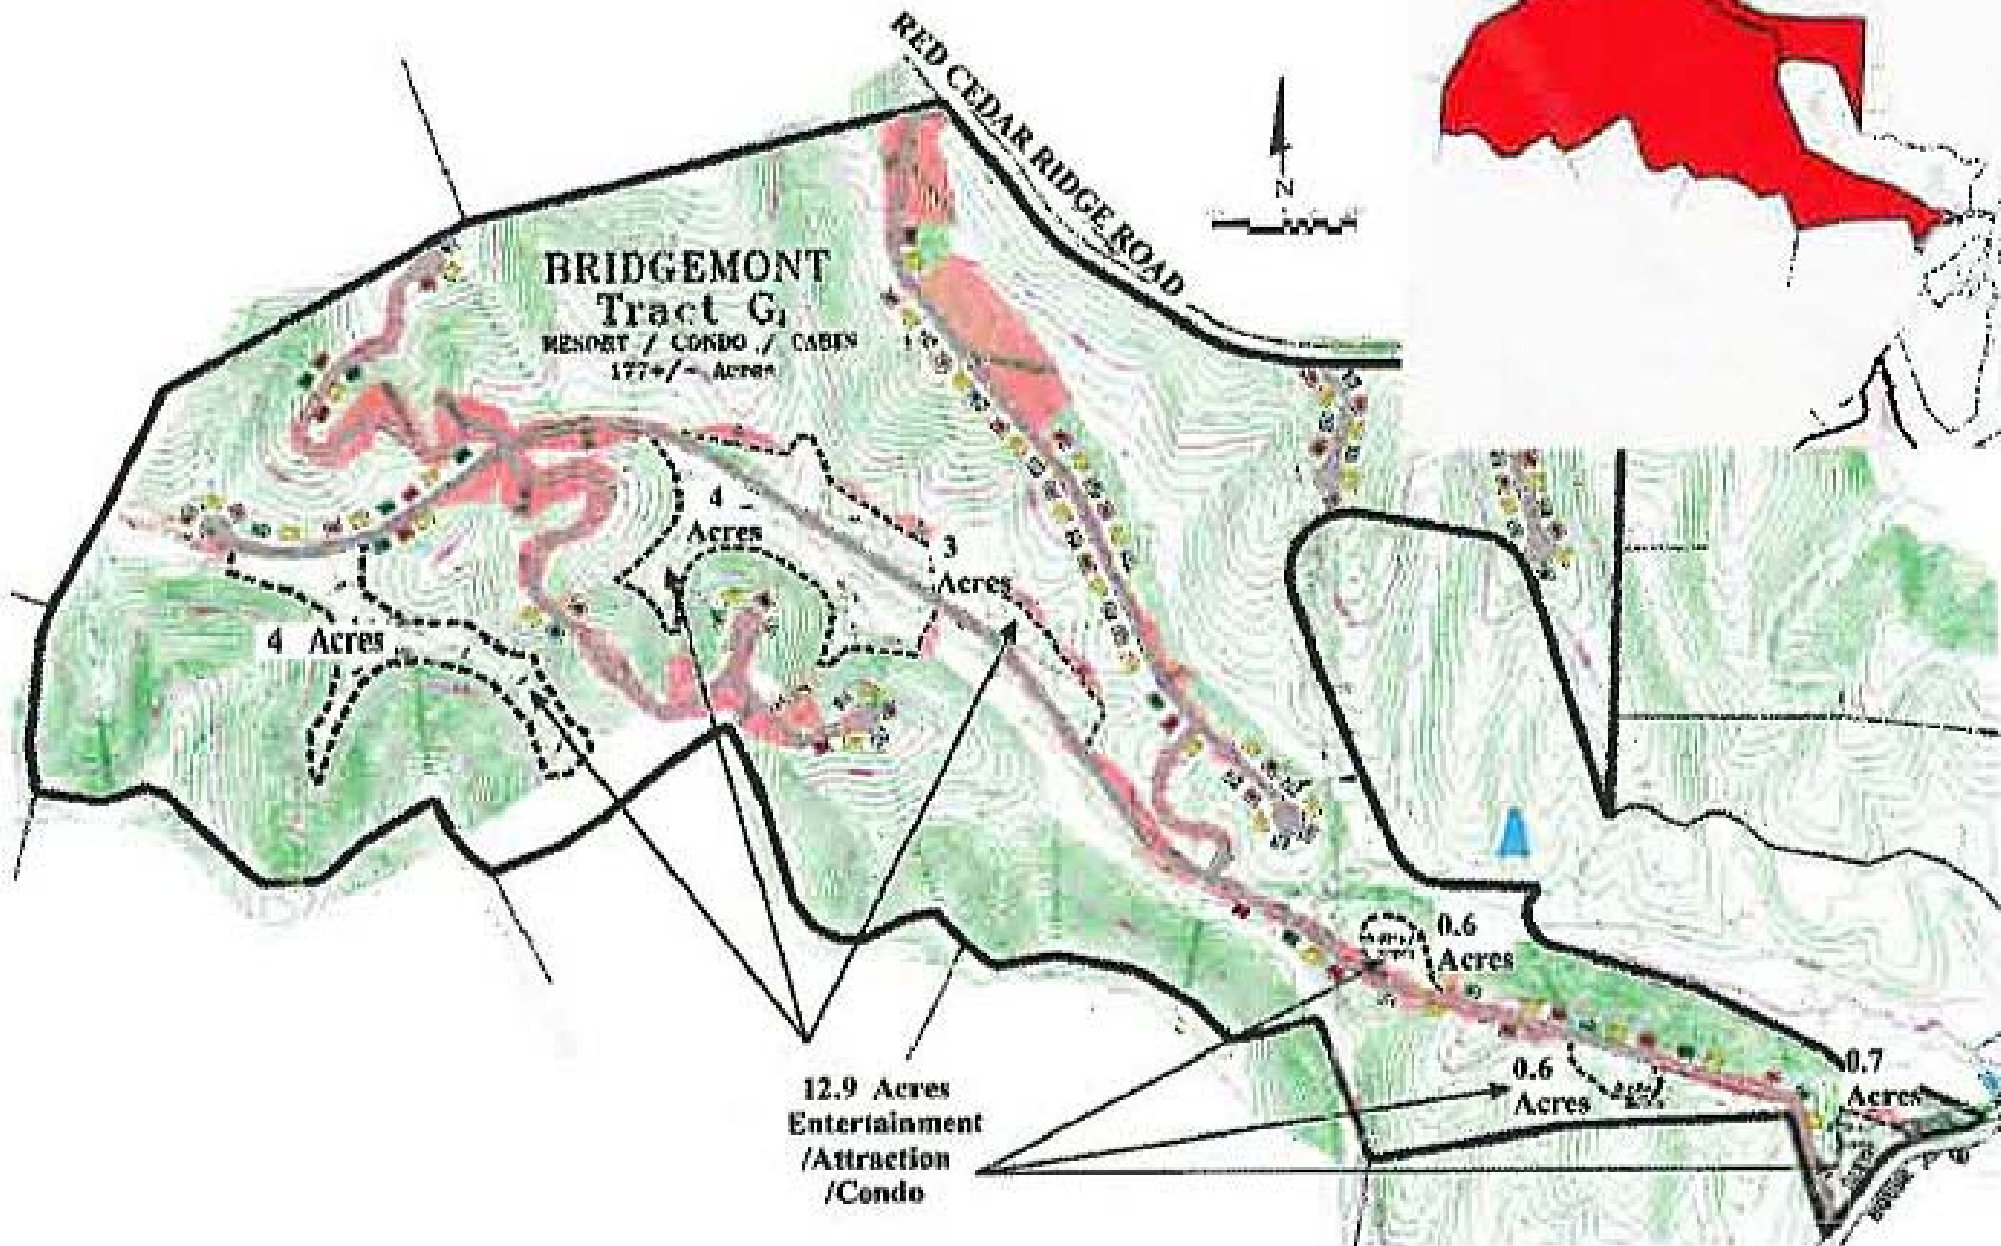 RED CEDAR RIDGE ROAD
N
BRIDGEMONT
Tract G1
RESORT / CONDO / CABIN
177+/- Acres
4
Acres
3
Acres
4 Acres
0.6
Acres
0.6
Acres
0.7
Acres
12.9 Acres
Entertainment
/Attraction
/Condo